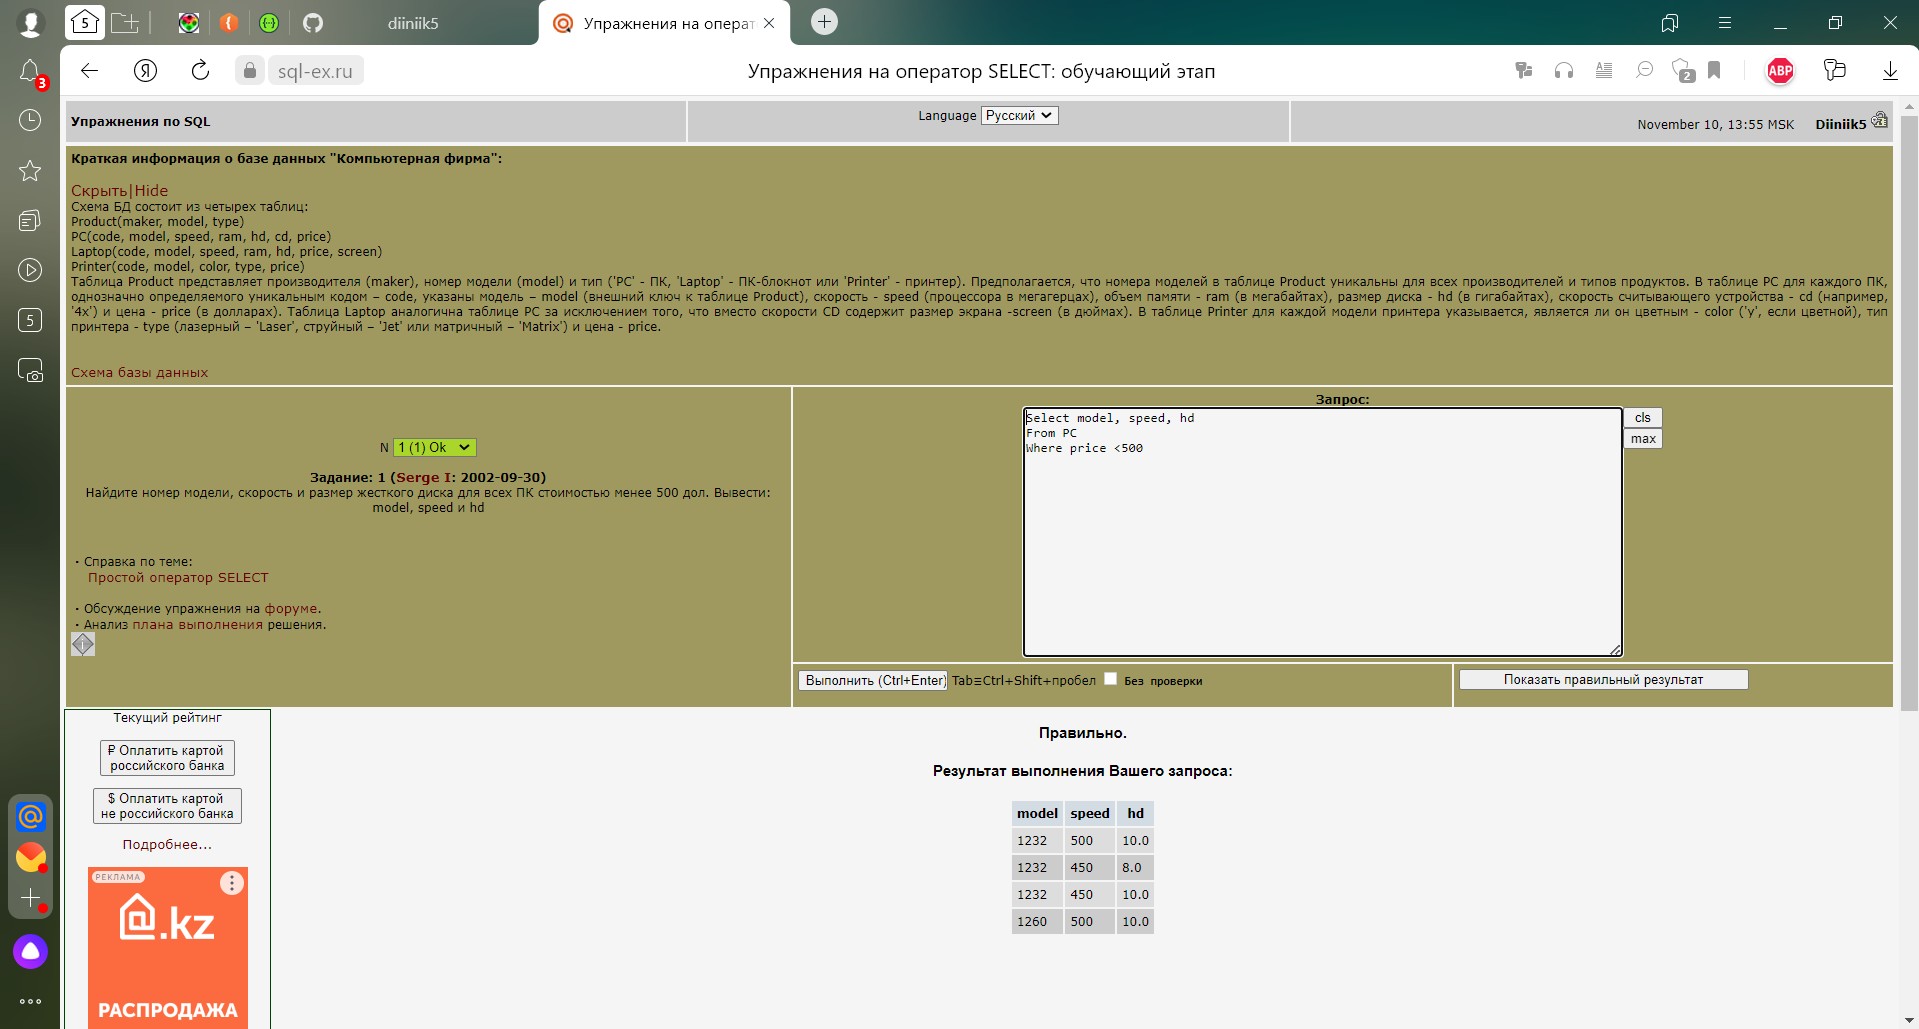 5
diiniik5
Упражнения на операт
3
Я
sql-ex.ru
Упражнения на оператор SELECT: обучающий этап
2
ABP
Упражнения по SQL
Language Русский
November 10, 13:55 MSK Diiniik5
Краткая информация о базе данных "Компьютерная фирма":
Скрыть|Hide
Схема БД состоит из четырех таблиц:
Product(maker, model, type)
PC(code, model, speed, ram, hd, cd, price)
Laptop(code, model, speed, ram, hd, price, screen)
Printer(code, model, color, type, price)
Таблица Product представляет производителя (maker), номер модели (model) и тип ('PC' - ПК, 'Laptop' - ПК-блокнот или 'Printer' - принтер). Предполагается, что номера моделей в таблице Product уникальны для всех производителей и типов продуктов. В таблице PC для каждого ПК,
однозначно определяемого уникальным кодом – code, указаны модель – model (внешний ключ к таблице Product), скорость - speed (процессора в мегагерцах), объем памяти - ram (в мегабайтах), размер диска - hd (в гигабайтах), скорость считывающего устройства - cd (например,
'4x') и цена - price (в долларах). Таблица Laptop аналогична таблице PC за исключением того, что вместо скорости CD содержит размер экрана -screen (в дюймах). В таблице Printer для каждой модели принтера указывается, является ли он цветным - color ('y', если цветной), тип
принтера - type (лазерный – 'Laser', струйный – 'Jet' или матричный – 'Matrix') и цена - price.
5
Схема базы данных
N 1 (1) Ok
Задание: 1 (Serge I: 2002-09-30)
Найдите номер модели, скорость и размер жесткого диска для всех ПК стоимостью менее 500 дол. Вывести:
model, speed и hd
· Справка по теме:
Простой оператор SELECT
· Обсуждение упражнения на форуме.
· Анализ плана выполнения решения.
Запрос:
Select model, speed, hd
From PC
Where price <500
cls
max
Выполнить (Ctrl+Enter) Tab≡Ctrl+Shift+пробел Без проверки
Показать правильный результат
Текущий рейтинг
₽ Оплатить картой
российского банка
$ Оплатить картой
не российского банка
Подробнее...
РЕКЛАМА
@.kz
РАСПРОДАЖА
Правильно.
Результат выполнения Вашего запроса:
model speed hd
1232 500 10.0
1232 450 8.0
1232 450 10.0
1260 500 10.0